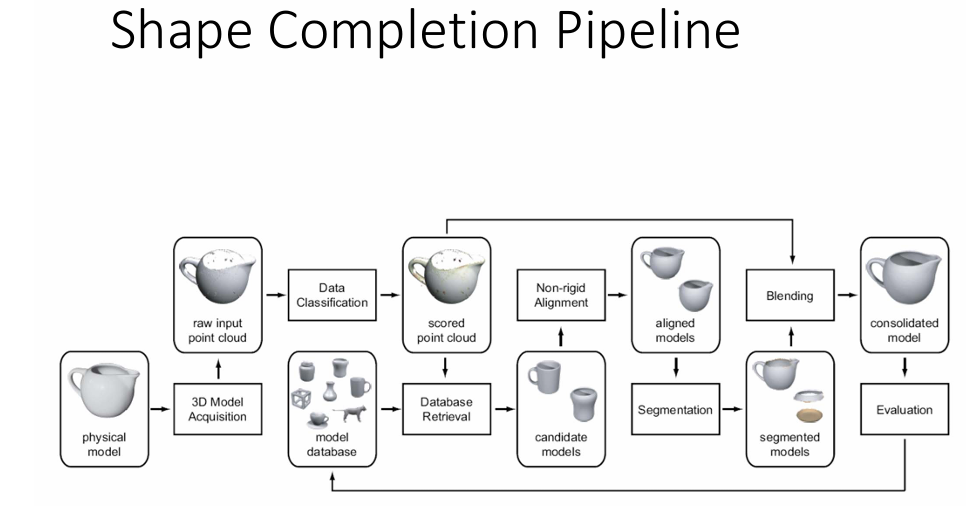 Shape Completion Pipeline
raw input
point cloud
Data
Classification
scored
point cloud
Non-rigid
Alignment
aligned
models
Blending
consolidated
model
physical
model
3D Model
Acquisition
model
database
Database
Retrieval
candidate
models
Segmentation
segmented
models
Evaluation